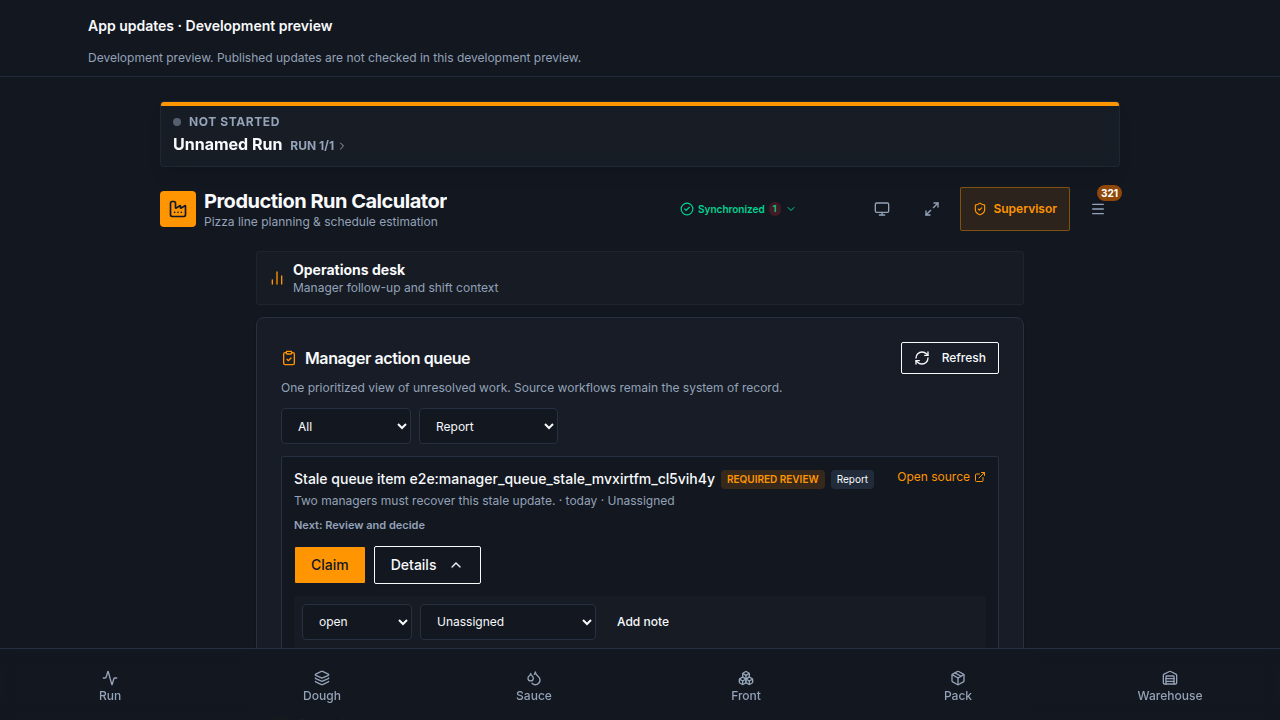 App updates · Development preview
Development preview. Published updates are not checked in this development preview.
NOT STARTED
Unnamed Run RUN 1/1
Production Run Calculator
Pizza line planning & schedule estimation
Synchronized 1
Supervisor
321
Operations desk
Manager follow-up and shift context
Manager action queue
Refresh
One prioritized view of unresolved work. Source workflows remain the system of record.
All Report
Stale queue item e2e:manager_queue_stale_mvxirtfm_cl5vih4y REQUIRED REVIEW Report Open source
Two managers must recover this stale update. · today · Unassigned
Next: Review and decide
Claim Details
open Unassigned Add note
Run Dough Sauce Front Pack Warehouse